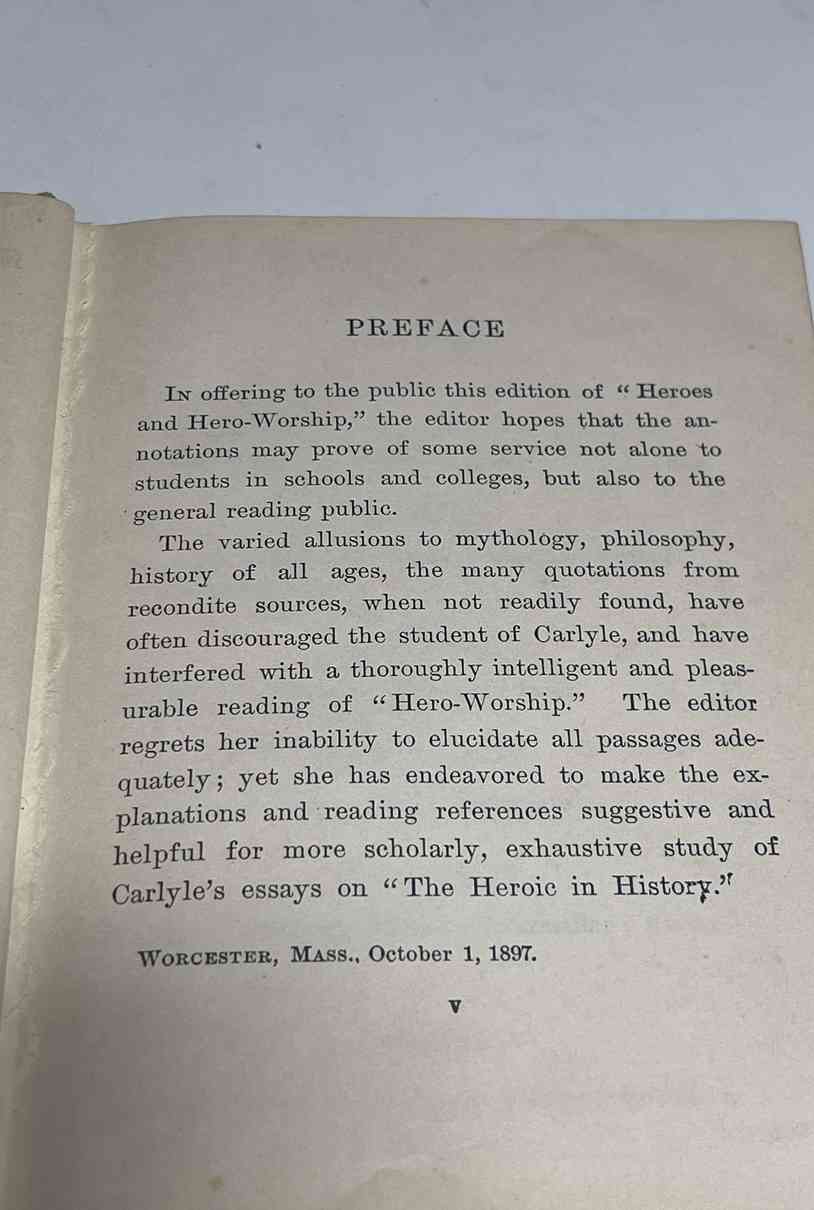 PREFACE
In offering to the public this edition of “ Heroes
and Hero-Worship,” the editor hopes that the an-
notations may prove of some service not alone to
students in schools and colleges, but also to the
general reading public.
The varied allusions to mythology, philosophy,
history of all ages, the many quotations from
recondite sources, when not readily found, have
often discouraged the student of Carlyle, and have
interfered with a thoroughly intelligent and pleas-
urable reading of “Hero-Worship.” The editor
regrets her inability to elucidate all passages ade-
quately; yet she has endeavored to make the ex-
planations and reading references suggestive and
helpful for more scholarly, exhaustive study of
Carlyle’s essays on “The Heroic in History.”
Worcester, Mass., October 1, 1897.
v